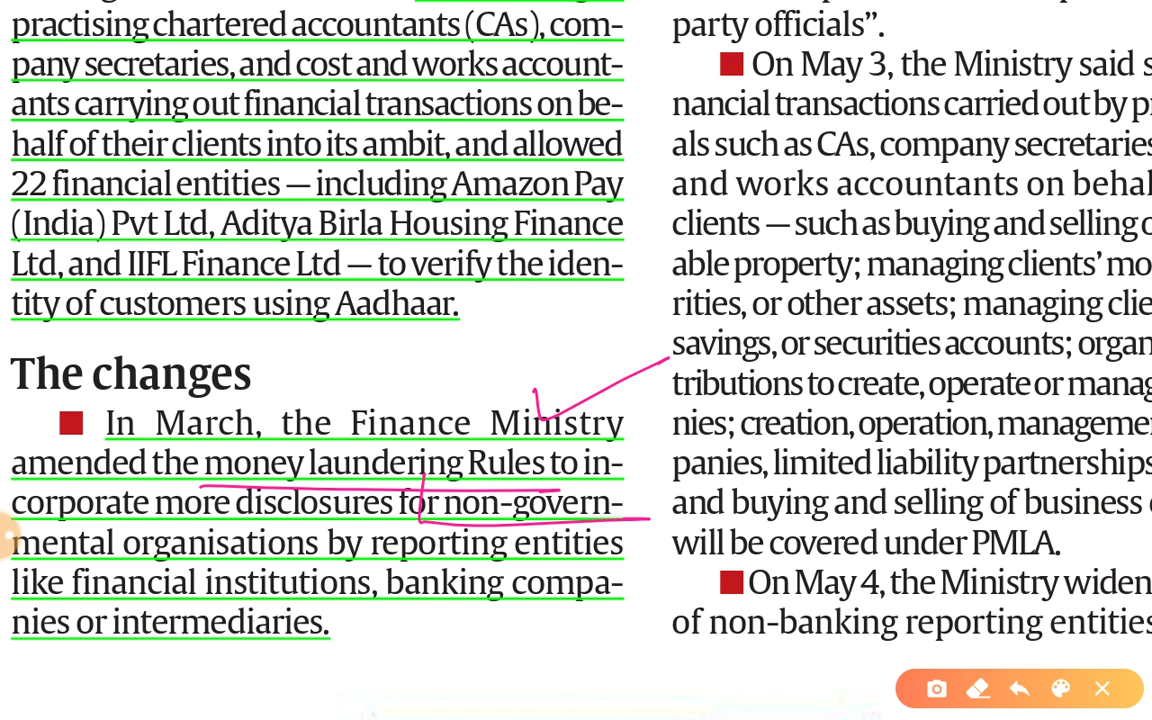 practising chartered accountants (CAs), com-
pany secretaries, and cost and works account-
ants carrying out financial transactions on be-
half of their clients into its ambit, and allowed
22 financial entities — including Amazon Pay
(India) Pvt Ltd, Aditya Birla Housing Finance
Ltd, and IIFL Finance Ltd — to verify the iden-
tity of customers using Aadhaar.
The changes
In March, the Finance Ministry
amended the money laundering Rules to in-
corporate more disclosures for non-govern-
mental organisations by reporting entities
like financial institutions, banking compa-
nies or intermediaries.
party officials”.
On May 3, the Ministry said s
nancial transactions carried out by pr
als such as CAs, company secretaries
and works accountants on behal
clients — such as buying and selling o
able property; managing clients’ mo
rities, or other assets; managing clie
savings, or securities accounts; organ
tributions to create, operate or manag
nies; creation, operation, managemen
panies, limited liability partnerships
and buying and selling of business e
will be covered under PMLA.
On May 4, the Ministry widen
of non-banking reporting entities